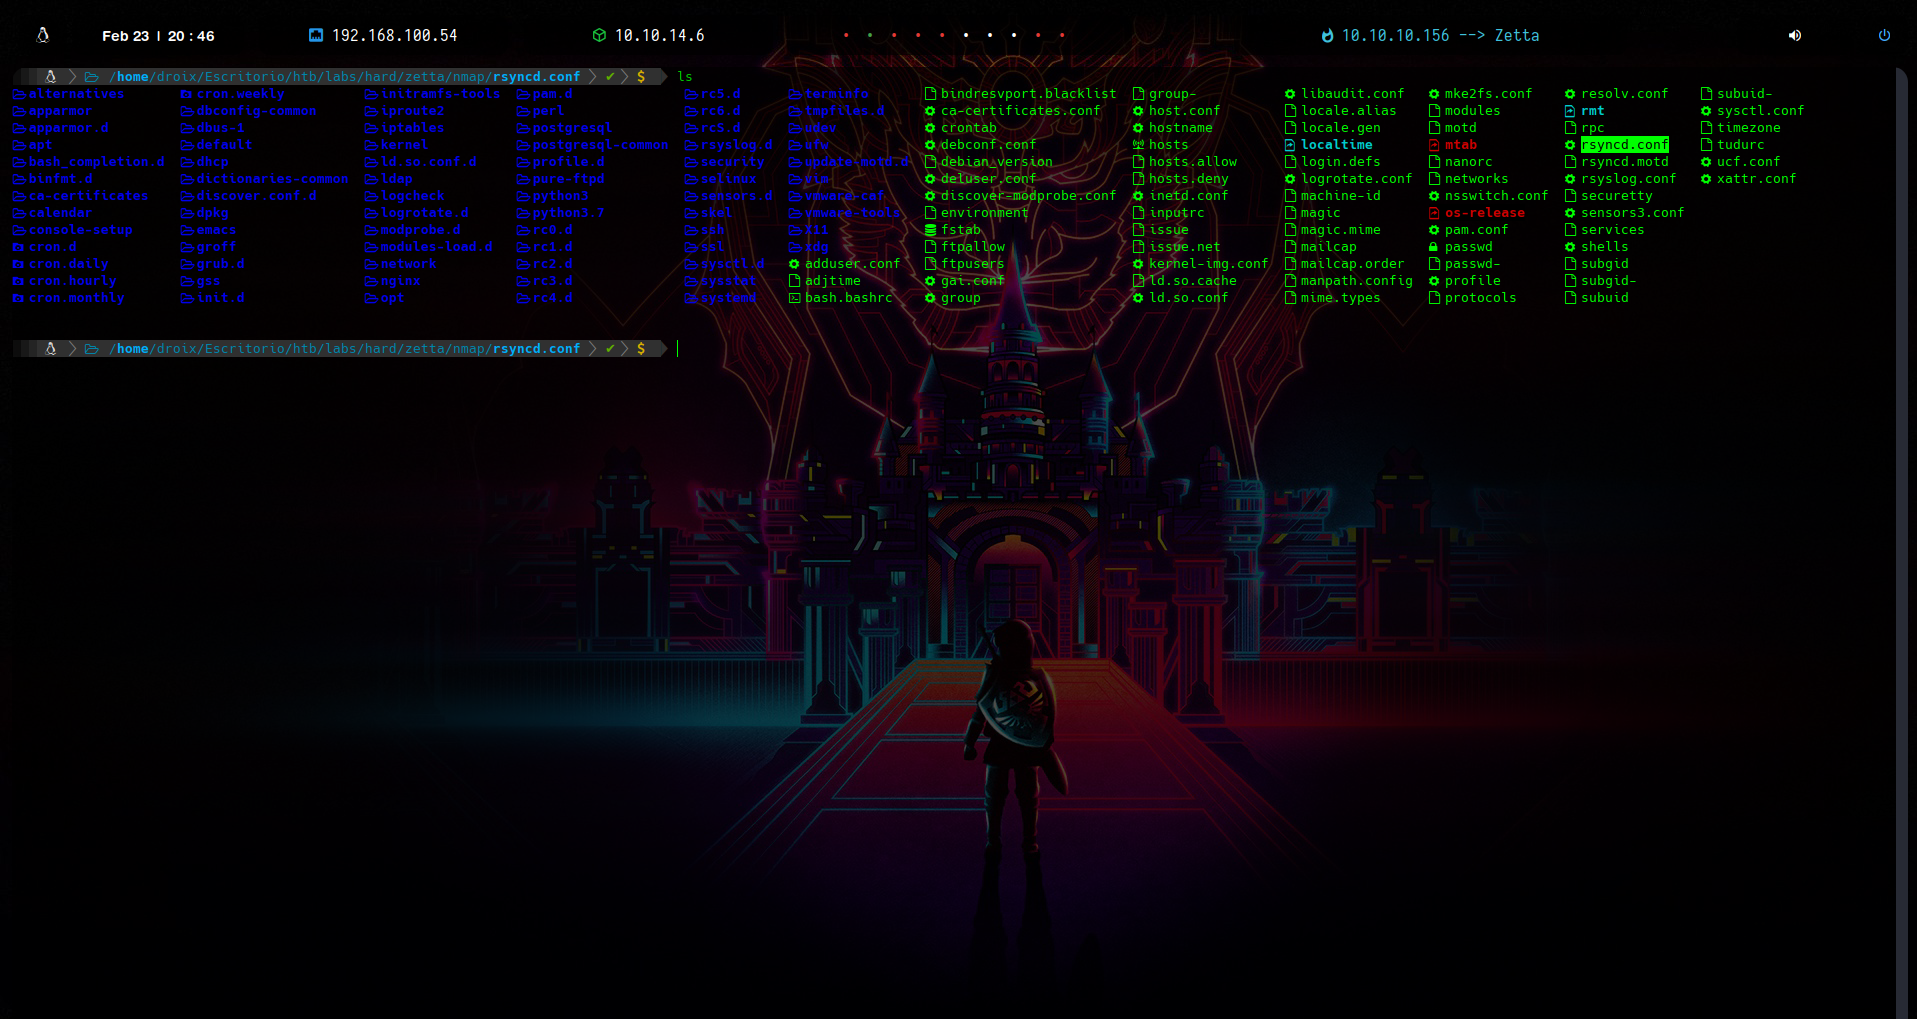 Feb 23 | 20 : 46 192.168.100.54 10.10.14.6 10.10.10.156 --> Zetta
/home/droix/Escritorio/htb/labs/hard/zetta/nmap/rsyncd.conf ✔ $ ls
alternatives cron.weekly initramfs-tools pam.d rc5.d terminfo bindresvport.blacklist group- libaudit.conf mke2fs.conf resolv.conf subuid-
apparmor dbconfig-common iproute2 perl rc6.d tmpfiles.d ca-certificates.conf host.conf locale.alias modules rmt sysctl.conf
apparmor.d dbus-1 iptables postgresql rcS.d udev crontab hostname locale.gen motd rpc timezone
apt default kernel postgresql-common rsyslog.d ufw debconf.conf hosts localtime mtab rsyncd.conf tudurc
bash_completion.d dhcp ld.so.conf.d profile.d security update-motd.d debian_version hosts.allow login.defs nanorc rsyncd.motd ucf.conf
binfmt.d dictionaries-common ldap pure-ftpd selinux vim deluser.conf hosts.deny logrotate.conf networks rsyslog.conf xattr.conf
ca-certificates discover.conf.d logcheck python3 sensors.d vmware-caf discover-modprobe.conf inetd.conf machine-id nsswitch.conf securetty
calendar dpkg logrotate.d python3.7 skel vmware-tools environment inputrc magic os-release sensors3.conf
console-setup emacs modprobe.d rc0.d ssh X11 fstab issue magic.mime pam.conf services
cron.d groff modules-load.d rc1.d ssl xdg ftpallow issue.net mailcap passwd shells
cron.daily grub.d network rc2.d sysctl.d adduser.conf ftpusers kernel-img.conf mailcap.order passwd- subgid
cron.hourly gss nginx rc3.d sysstat adjtime gai.conf ld.so.cache manpath.config profile subgid-
cron.monthly init.d opt rc4.d systemd bash.bashrc group ld.so.conf mime.types protocols subuid
/home/droix/Escritorio/htb/labs/hard/zetta/nmap/rsyncd.conf ✔ $